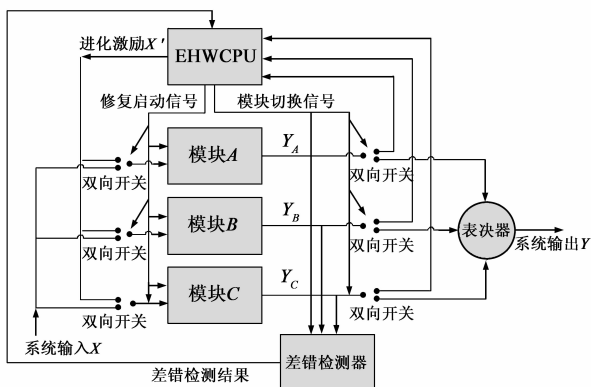 进化激励X′
EHWCPU
修复启动信号
模块切换信号
模块A
Y_A
双向开关
双向开关
模块B
Y_B
双向开关
双向开关
表决器
系统输出Y
模块C
Y_C
双向开关
双向开关
系统输入X
差错检测结果
差错检测器